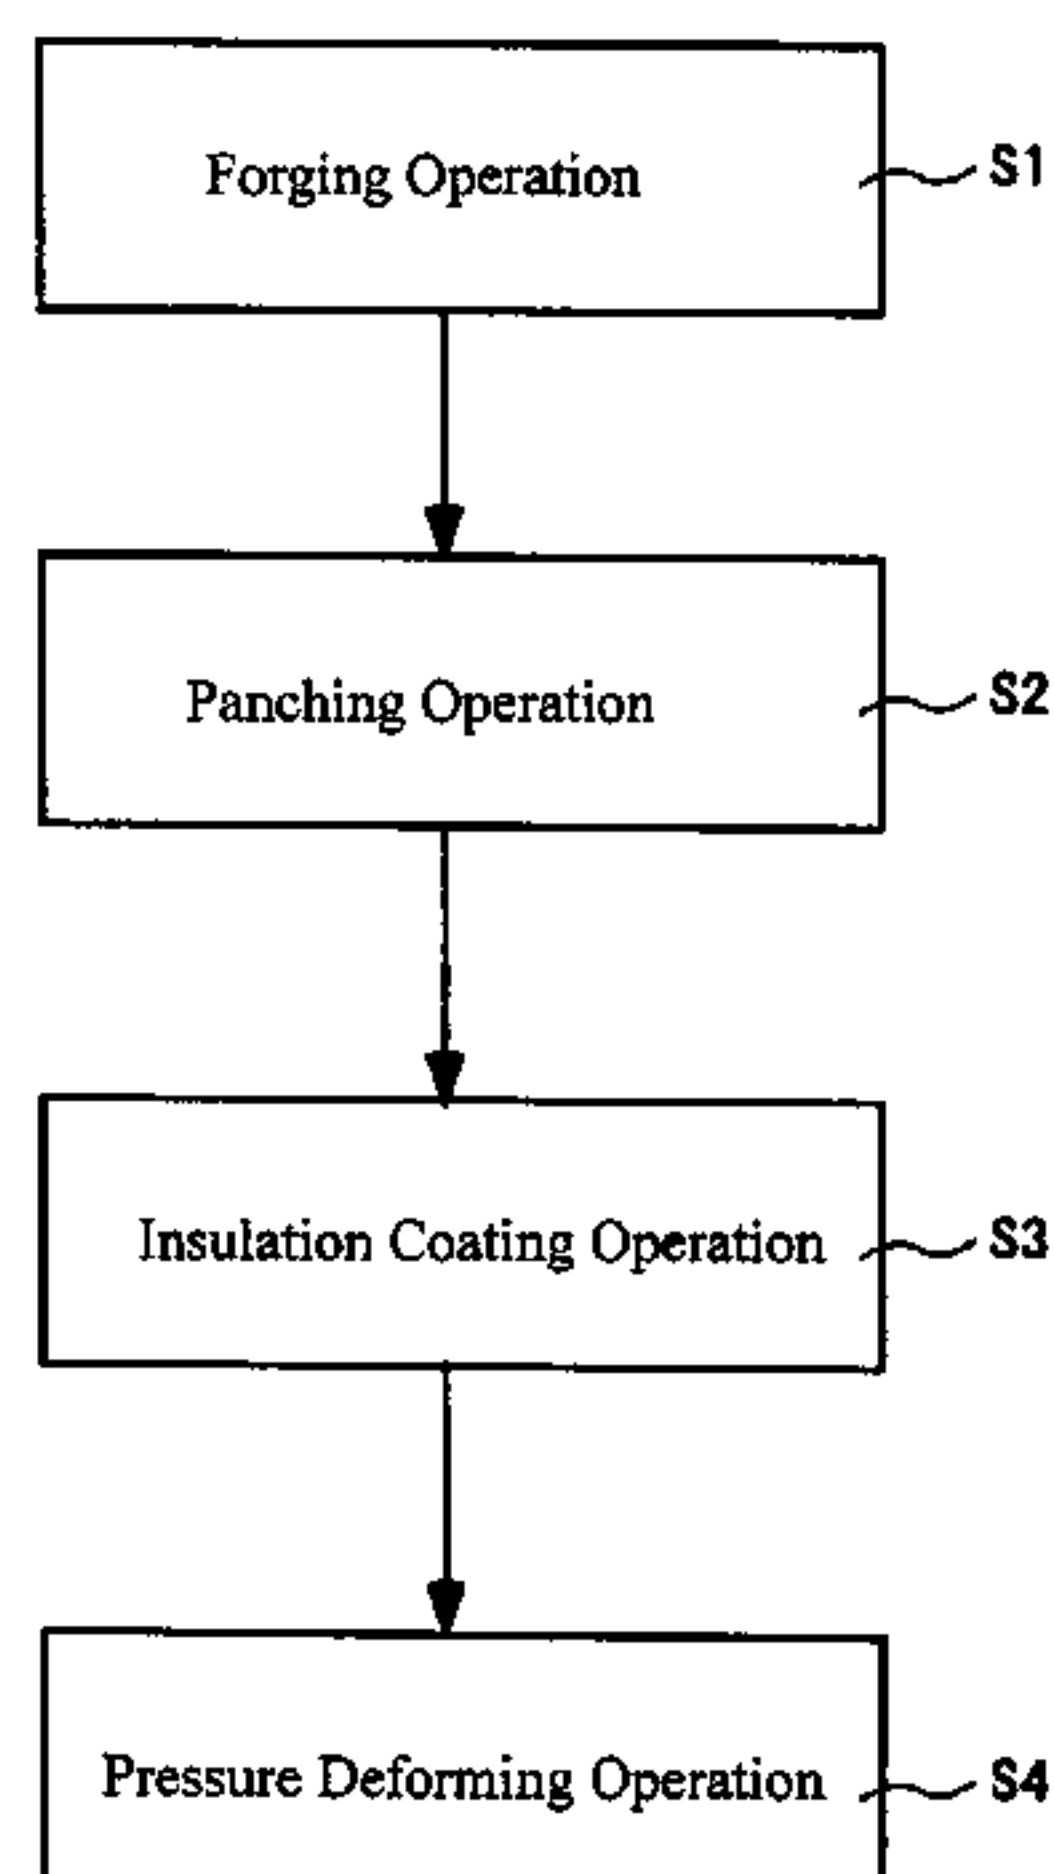 Forging Operation
S1
Panching Operation
S2
Insulation Coating Operation
S3
Pressure Deforming Operation
S4